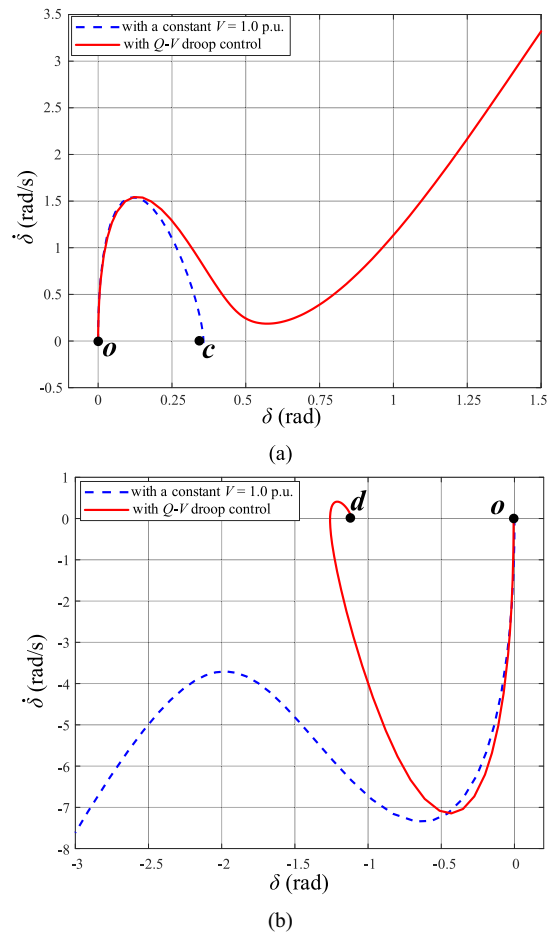 3.5
with a constant V = 1.0 p.u.
with Q-V droop control
3
2.5
2
1.5
1
0.5
0
-0.5
δ̇ (rad/s)
o
c
0 0.25 0.5 0.75 1 1.25 1.5
δ (rad)
(a)
1
with a constant V = 1.0 p.u.
with Q-V droop control
0
-1
-2
-3
-4
-5
-6
-7
-8
δ̇ (rad/s)
d
o
-3 -2.5 -2 -1.5 -1 -0.5 0
δ (rad)
(b)